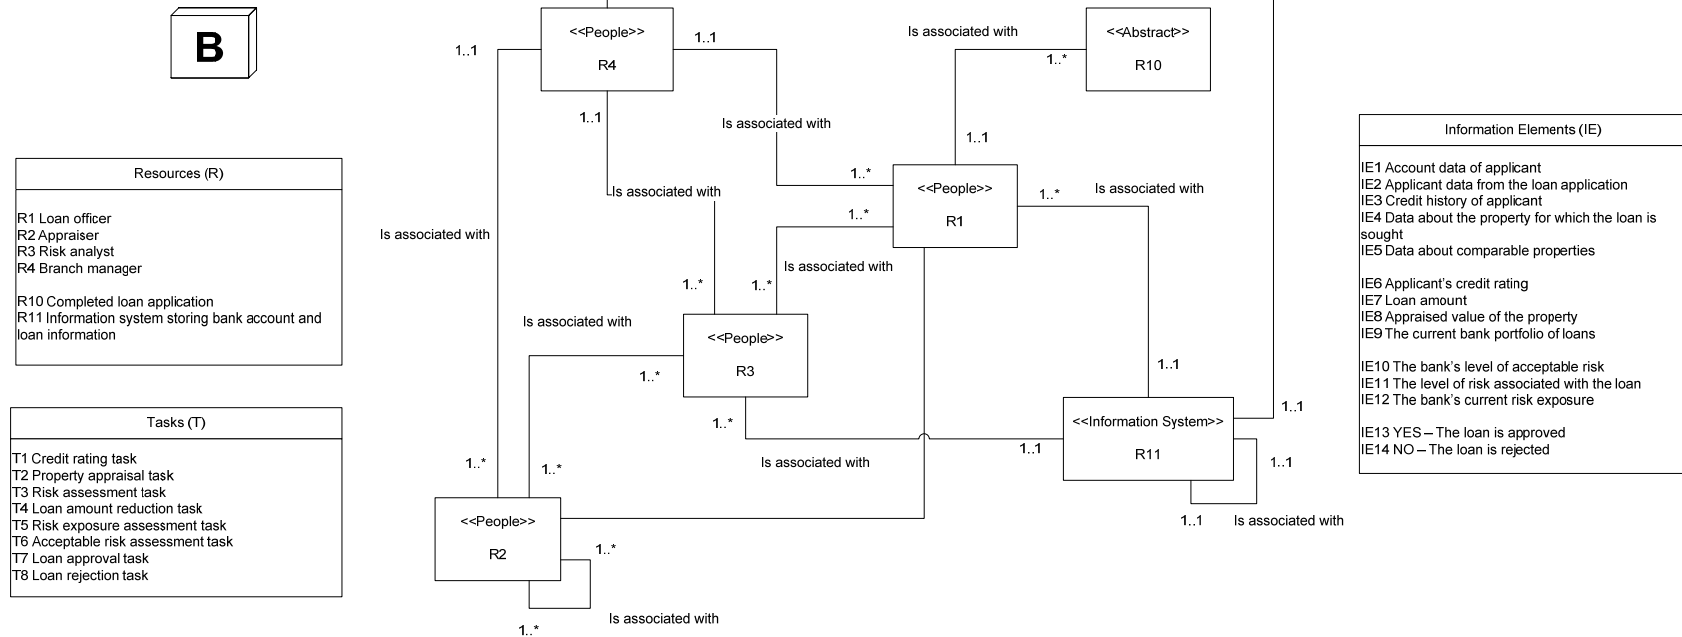 B
Resources (R)
R1 Loan officer
R2 Appraiser
R3 Risk analyst
R4 Branch manager
R10 Completed loan application
R11 Information system storing bank account and
loan information
Tasks (T)
T1 Credit rating task
T2 Property appraisal task
T3 Risk assessment task
T4 Loan amount reduction task
T5 Risk exposure assessment task
T6 Acceptable risk assessment task
T7 Loan approval task
T8 Loan rejection task
<<People>>
R4
1..1
1..1
1..1
Is associated with
<<Abstract>>
R10
1..*
1..1
Is associated with
1..*
<<People>>
R1
1..*
Is associated with
Is associated with
1..*
Is associated with
Is associated with
1..*
1..*
Is associated with
<<People>>
R3
1..*
1..*
1..1
<<Information System>>
R11
1..1
1..1
1..1
Is associated with
1..1
Is associated with
1..*
1..*
<<People>>
R2
1..*
Is associated with
1..*
Information Elements (IE)
IE1 Account data of applicant
IE2 Applicant data from the loan application
IE3 Credit history of applicant
IE4 Data about the property for which the loan is
sought
IE5 Data about comparable properties
IE6 Applicant's credit rating
IE7 Loan amount
IE8 Appraised value of the property
IE9 The current bank portfolio of loans
IE10 The bank's level of acceptable risk
IE11 The level of risk associated with the loan
IE12 The bank's current risk exposure
IE13 YES – The loan is approved
IE14 NO – The loan is rejected